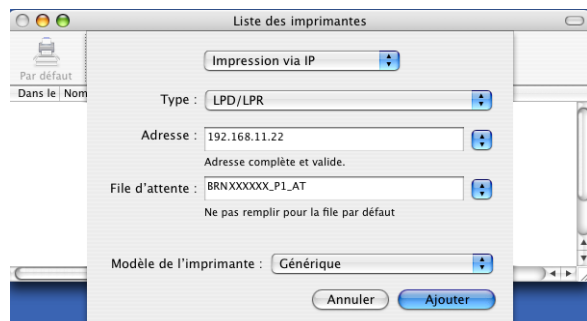 Liste des imprimantes
Par défaut
Dans le Nom
Impression via IP
Type : LPD/LPR
Adresse : 192.168.11.22
Adresse complète et valide.
File d'attente : BRNXXXXXX_P1_AT
Ne pas remplir pour la file par défaut
Modèle de l'imprimante : Générique
Annuler Ajouter